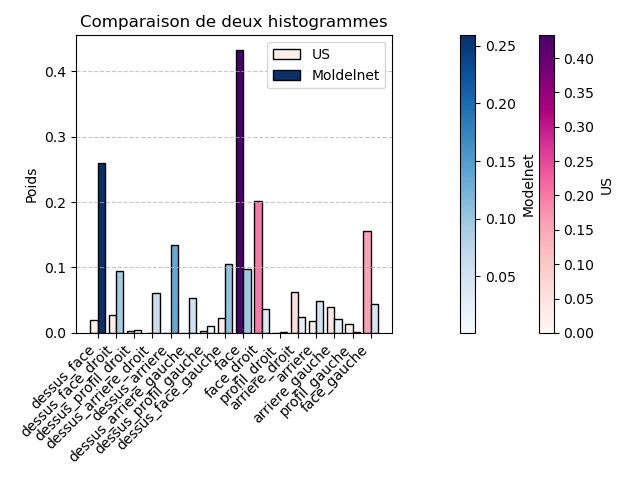 Comparaison de deux histogrammes
US
Moldelnet
Poids
0.4
0.3
0.2
0.1
0.0
dessus_face
dessus_face_droit
dessus_profil_droit
dessus_arriere_droit
dessus_arriere
dessus_arriere_gauche
dessus_profil_gauche
dessus_face_gauche
face
face_droit
profil_droit
arriere_droit
arriere
arriere_gauche
profil_gauche
face_gauche
0.25
0.20
0.15
0.10
0.05
Modelnet
0.40
0.35
0.30
0.25
0.20
0.15
0.10
0.05
0.00
US